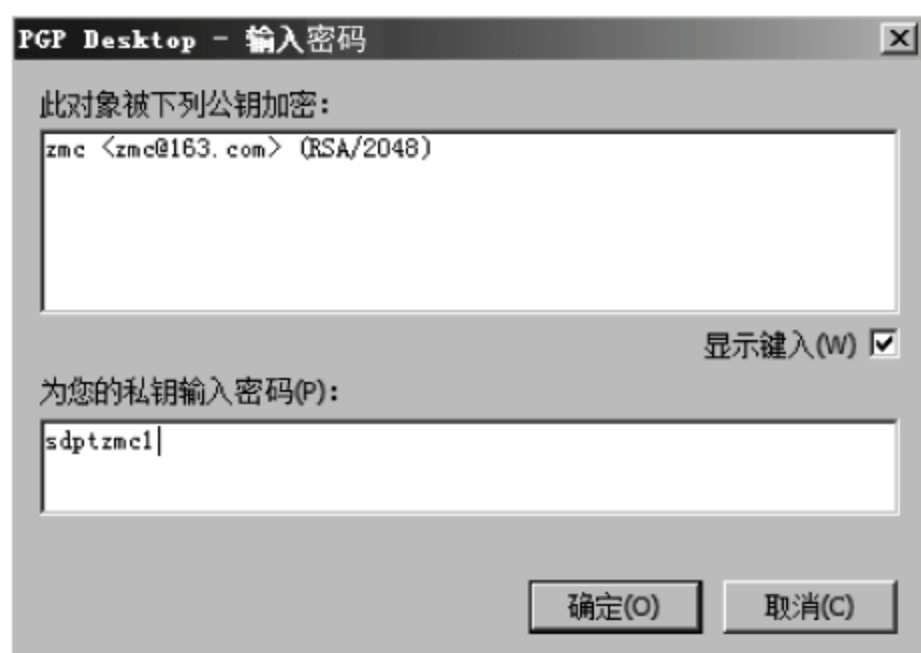 PGP Desktop - 输入密码
此对象被下列公钥加密:
zmc <zmc@163.com> (RSA/2048)
显示键入(W)
为您的私钥输入密码(P):
sdptzmc1
确定(O) 取消(C)